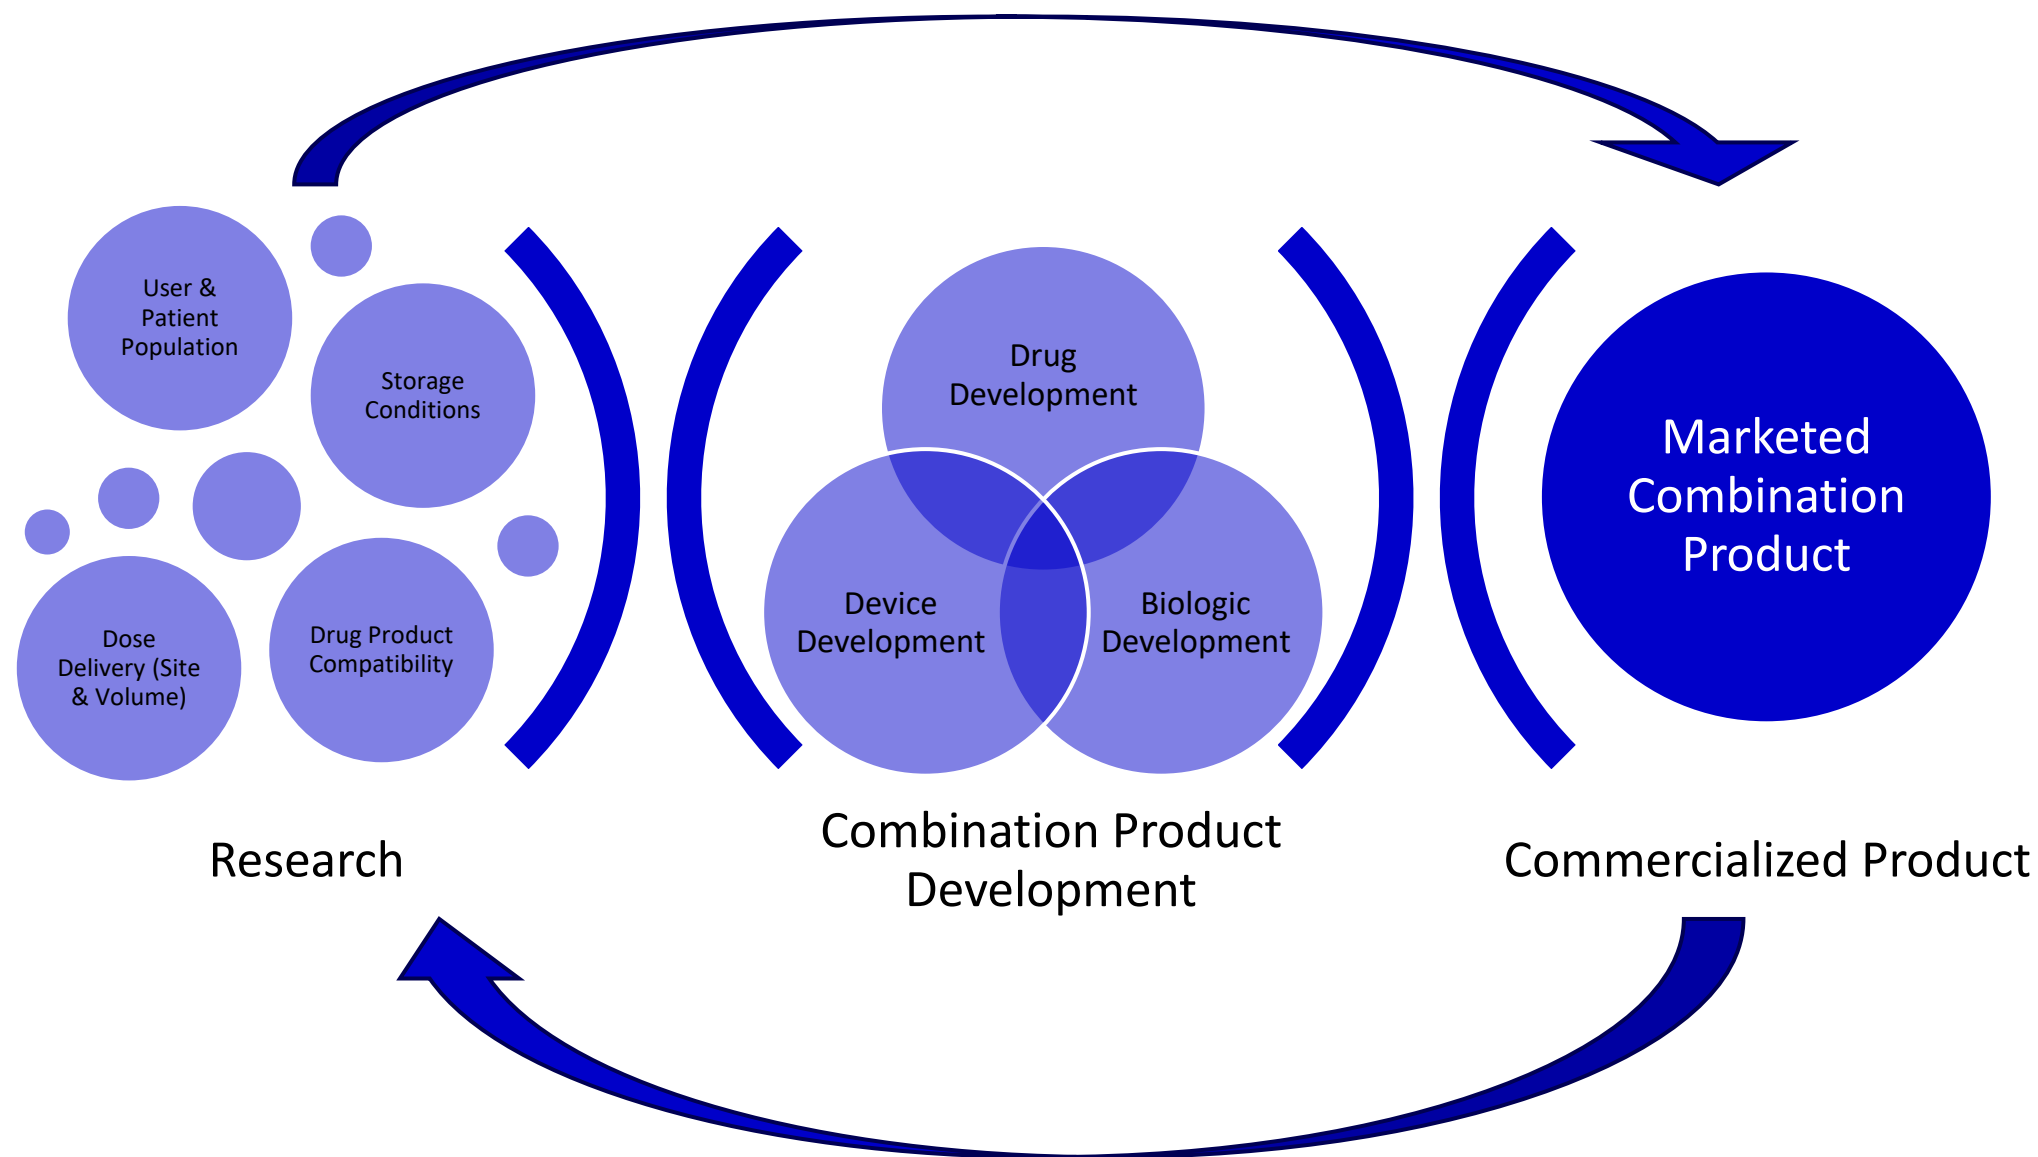 User &
Patient
Population
Storage
Conditions
Dose
Delivery (Site
& Volume)
Drug Product
Compatibility
Research
Drug
Development
Device
Development
Biologic
Development
Combination Product
Development
Marketed
Combination
Product
Commercialized Product